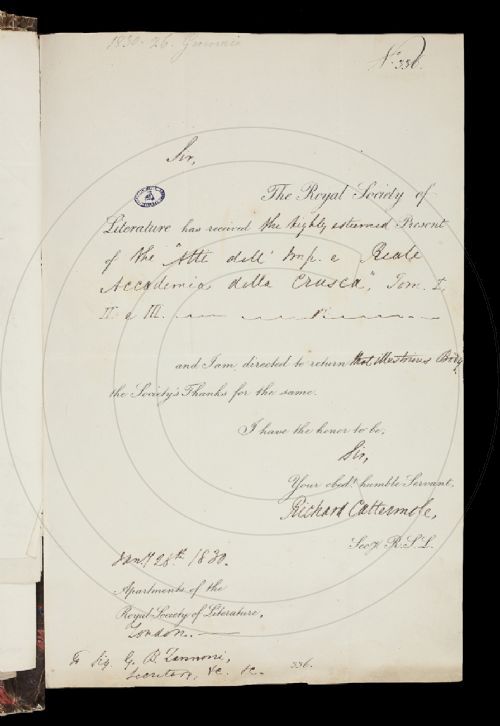 1830. 26. Gennaio
N. 336.
Sir,
The Royal Society of
Literature has received the highly esteemed Present
of the "Atti dell' Imp. e Reale
Accademia della Crusca", Tom. I.
II. & III.
and I am directed to return that illustrious Body
the Society's Thanks for the same.
I have the honor to be,
Sir,
Your obedt. humble Servant,
Richard Cattermole,
Secy. R.S.L.
Jany. 28th 1830.
Apartments of the
Royal Society of Literature,
London.
To Sig. G. B. Zannoni,
Secretary, &c. &c.
336.